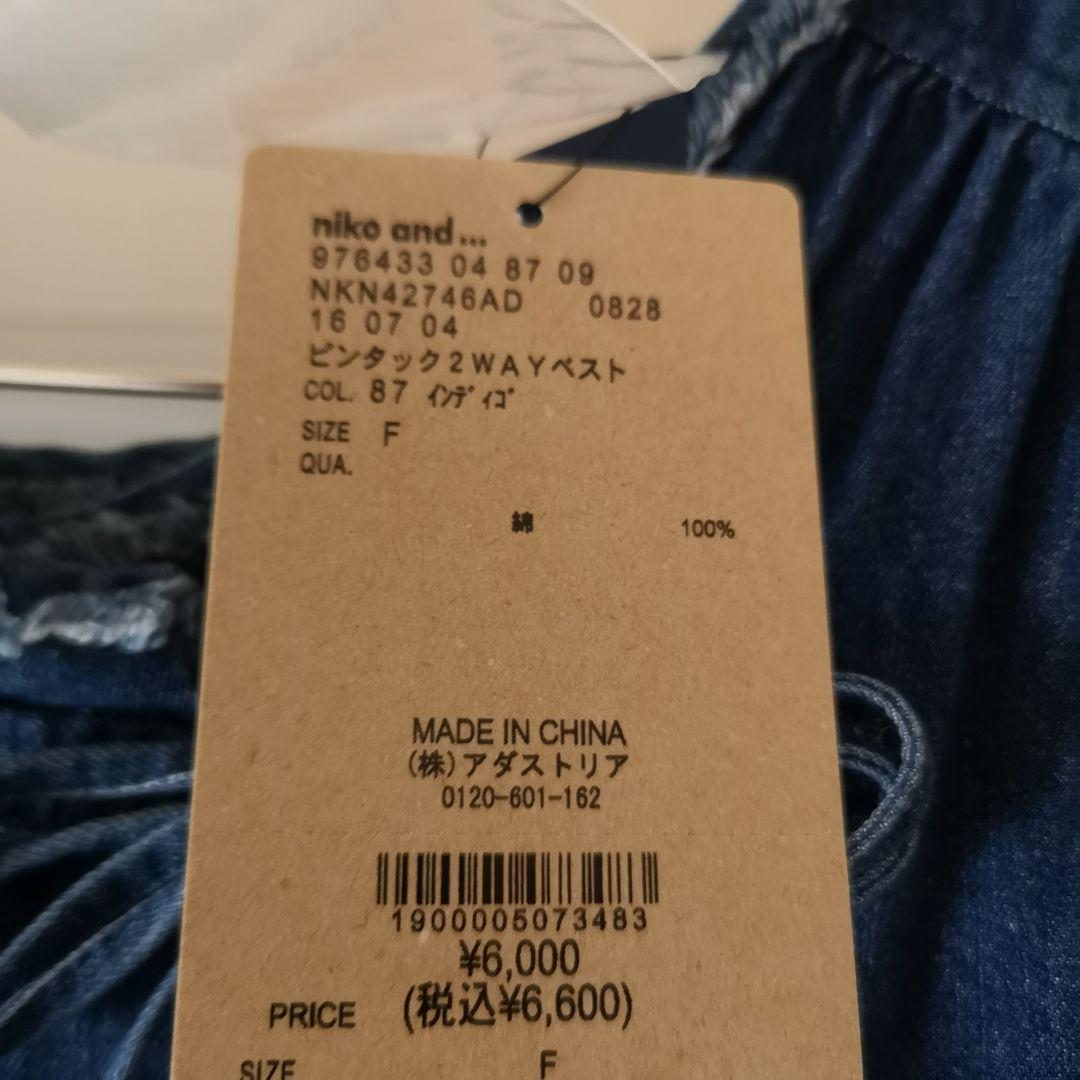 niko and...
976433 04 87 09
NKN42746AD 0828
16 07 04
ピンタック2WAYベスト
COL. 87 ｲﾝﾃﾞｨｺﾞ
SIZE F
QUA.
綿 100%
MADE IN CHINA
(株)アダストリア
0120-601-162
1900005073483
¥6,000
PRICE (税込¥6,600)
SIZE F